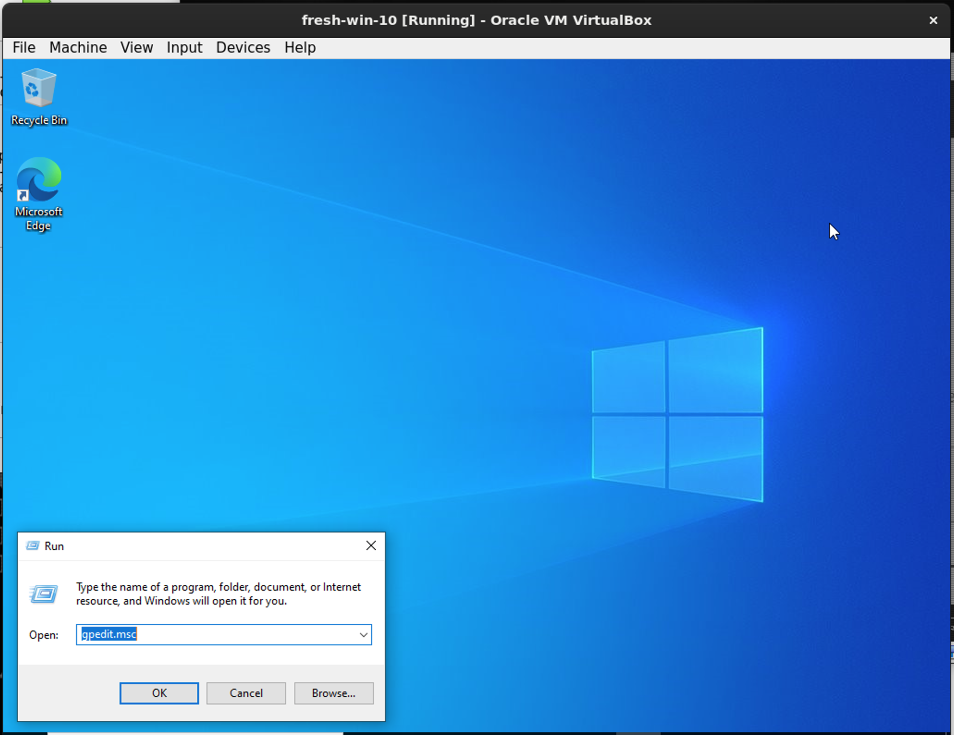 fresh-win-10 [Running] - Oracle VM VirtualBox
File Machine View Input Devices Help
Recycle Bin
Microsoft
Edge
Run
Type the name of a program, folder, document, or Internet
resource, and Windows will open it for you.
Open: gpedit.msc
OK Cancel Browse...